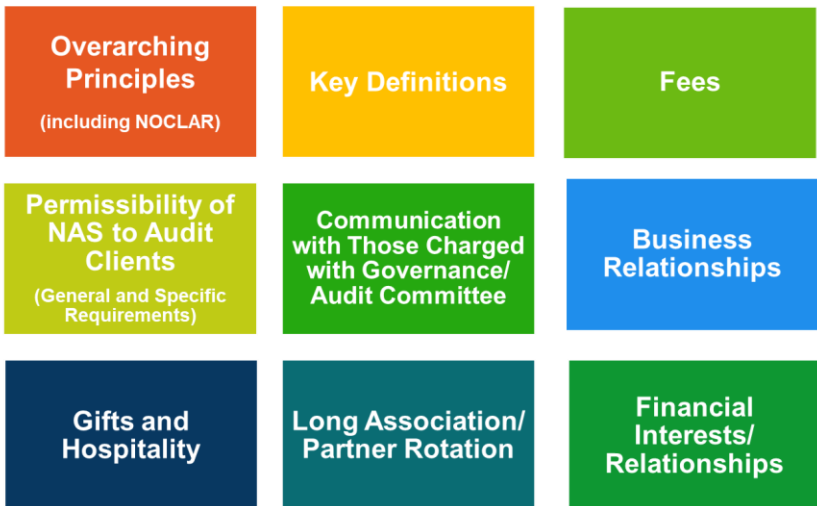 Overarching
Principles
(including NOCLAR)
Key Definitions
Fees
Permissibility of
NAS to Audit
Clients
(General and Specific
Requirements)
Communication
with Those Charged
with Governance/
Audit Committee
Business
Relationships
Gifts and
Hospitality
Long Association/
Partner Rotation
Financial
Interests/
Relationships